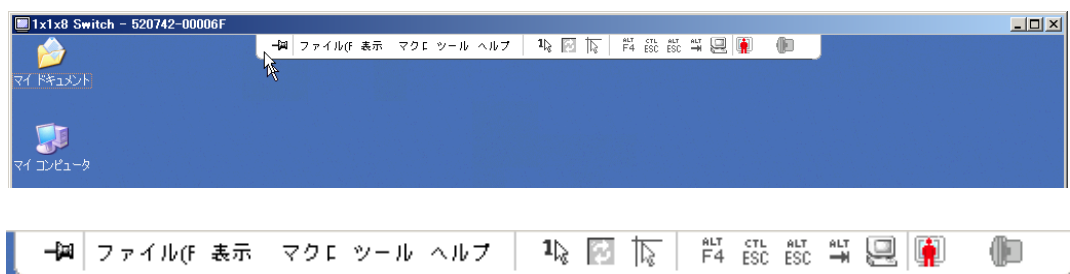 1x1x8 Switch - 520742-00006F
ファイル(F 表示 マクロ ツール ヘルプ 1 ALT F4 CTL ESC ALT ESC ALT
マイ ドキュメント
マイ コンピュータ
ファイル(F 表示 マクロ ツール ヘルプ 1 ALT F4 CTL ESC ALT ESC ALT